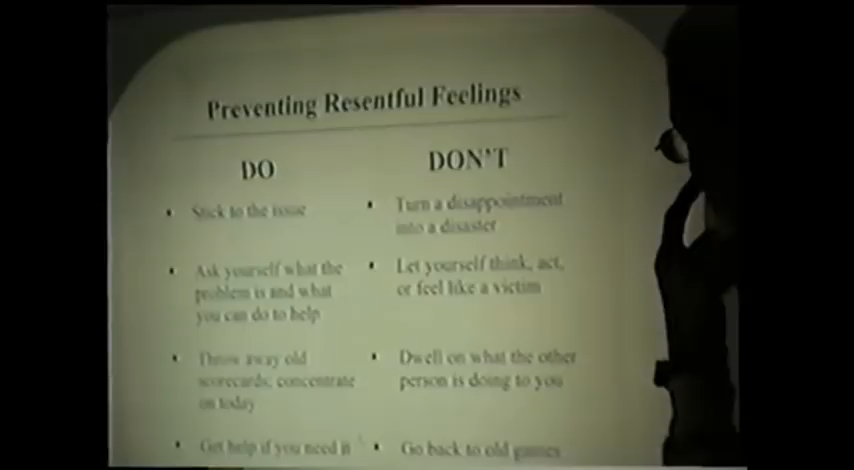 Preventing Resentful Feelings
DO
Stick to the issue
Ask yourself what the
problem is and what
you can do to help
Throw away old
scorecards; concentrate
on today
Get help if you need it
DON'T
Turn a disappointment
into a disaster
Let yourself think, act,
or feel like a victim
Dwell on what the other
person is doing to you
Go back to old games